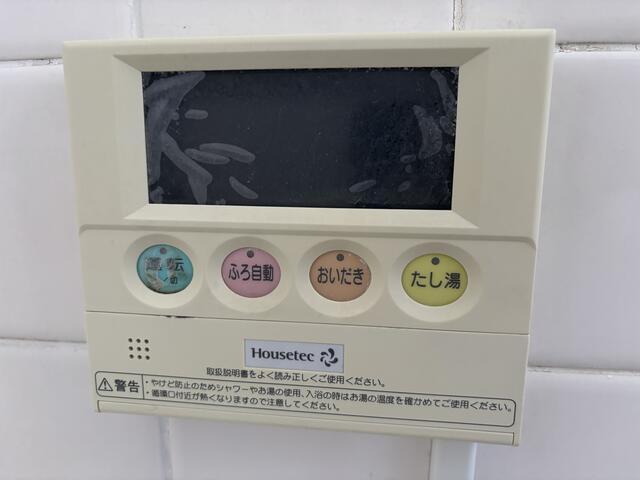 運転
ふろ自動
おいだき
たし湯
Housetec
取扱説明書をよく読み正しくご使用ください。
警告
・やけど防止のためシャワーやお湯の使用、入浴の時はお湯の温度を確かめてご使用ください。
・循環口付近が熱くなりますので注意してください。